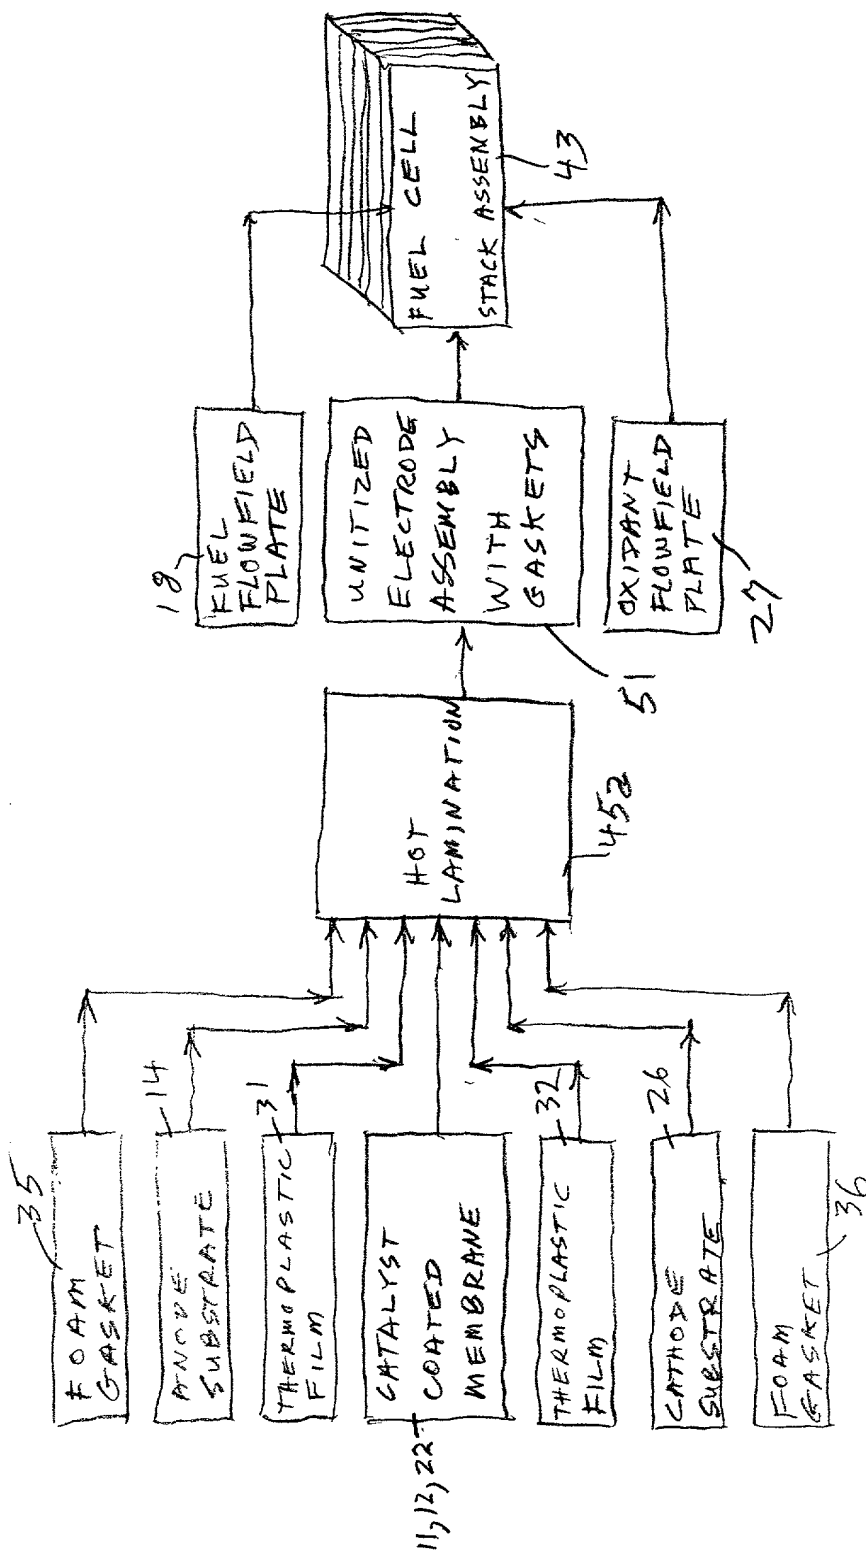 35
FOAM
GASKET
14
ANODE
SUBSTRATE
31
THERMOPLASTIC
FILM
11, 12, 22
CATALYST
COATED
MEMBRANE
32
THERMOPLASTIC
FILM
26
CATHODE
SUBSTRATE
36
FOAM
GASKET
HOT
LAMINATION
45a
18
FUEL
FLOWFIELD
PLATE
UNITIZED
ELECTRODE
ASSEMBLY
WITH
GASKETS
51
OXIDANT
FLOWFIELD
PLATE
27
FUEL CELL
STACK ASSEMBLY
43